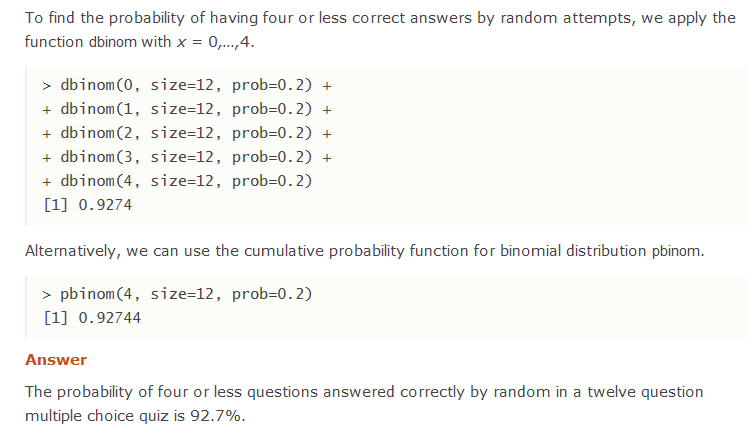 To find the probability of having four or less correct answers by random attempts, we apply the
function dbinom with x = 0,…,4.
> dbinom(0, size=12, prob=0.2) +
+ dbinom(1, size=12, prob=0.2) +
+ dbinom(2, size=12, prob=0.2) +
+ dbinom(3, size=12, prob=0.2) +
+ dbinom(4, size=12, prob=0.2)
[1] 0.9274
Alternatively, we can use the cumulative probability function for binomial distribution pbinom.
> pbinom(4, size=12, prob=0.2)
[1] 0.92744
Answer
The probability of four or less questions answered correctly by random in a twelve question
multiple choice quiz is 92.7%.